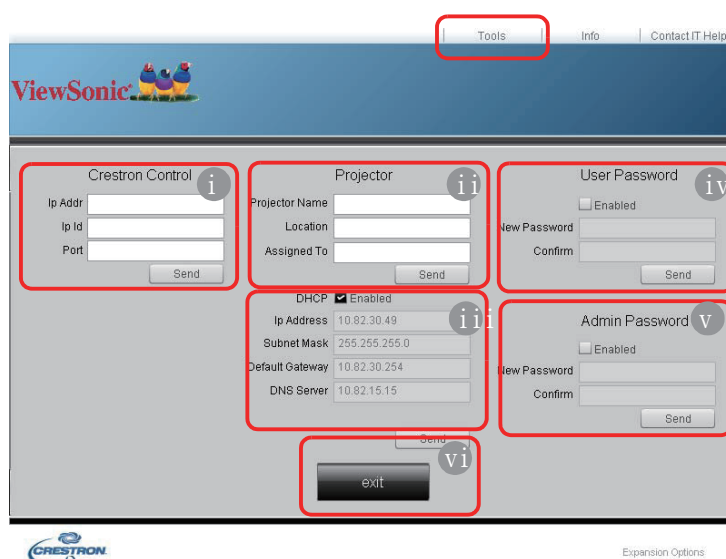 Tools Info Contact IT Help
ViewSonic
Crestron Control
i
Ip Addr
Ip Id
Port
Send
Projector
ii
Projector Name
Location
Assigned To
Send
DHCP Enabled
iii
Ip Address 10.82.30.49
Subnet Mask 255.255.255.0
Default Gateway 10.82.30.254
DNS Server 10.82.15.15
Send
User Password
iv
Enabled
New Password
Confirm
Send
Admin Password
v
Enabled
New Password
Confirm
Send
vi
exit
CRESTRON
Expansion Options